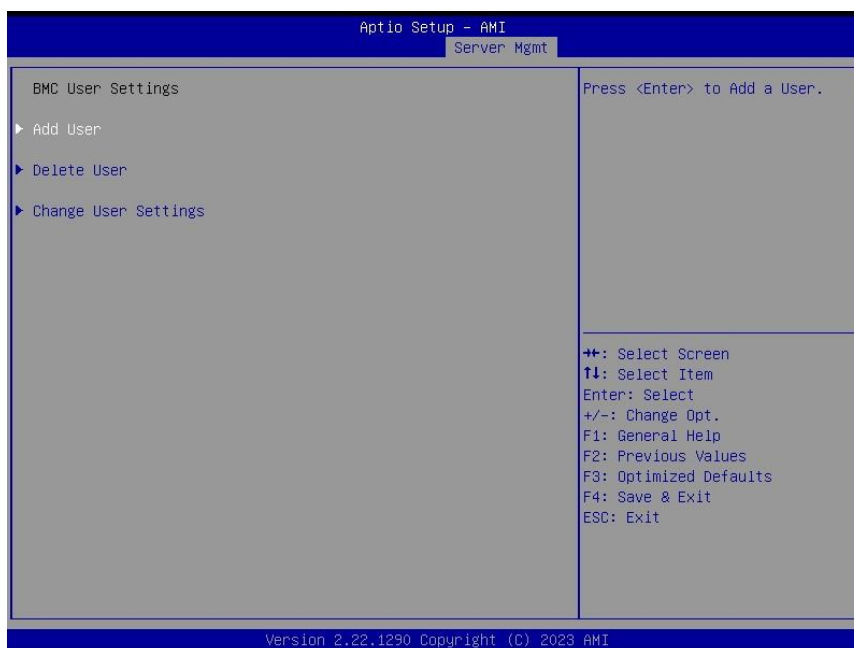 Aptio Setup – AMI
Server Mgmt
BMC User Settings
▶ Add User
▶ Delete User
▶ Change User Settings
Press <Enter> to Add a User.
→←: Select Screen
↑↓: Select Item
Enter: Select
+/-: Change Opt.
F1: General Help
F2: Previous Values
F3: Optimized Defaults
F4: Save & Exit
ESC: Exit
Version 2.22.1290 Copyright (C) 2023 AMI